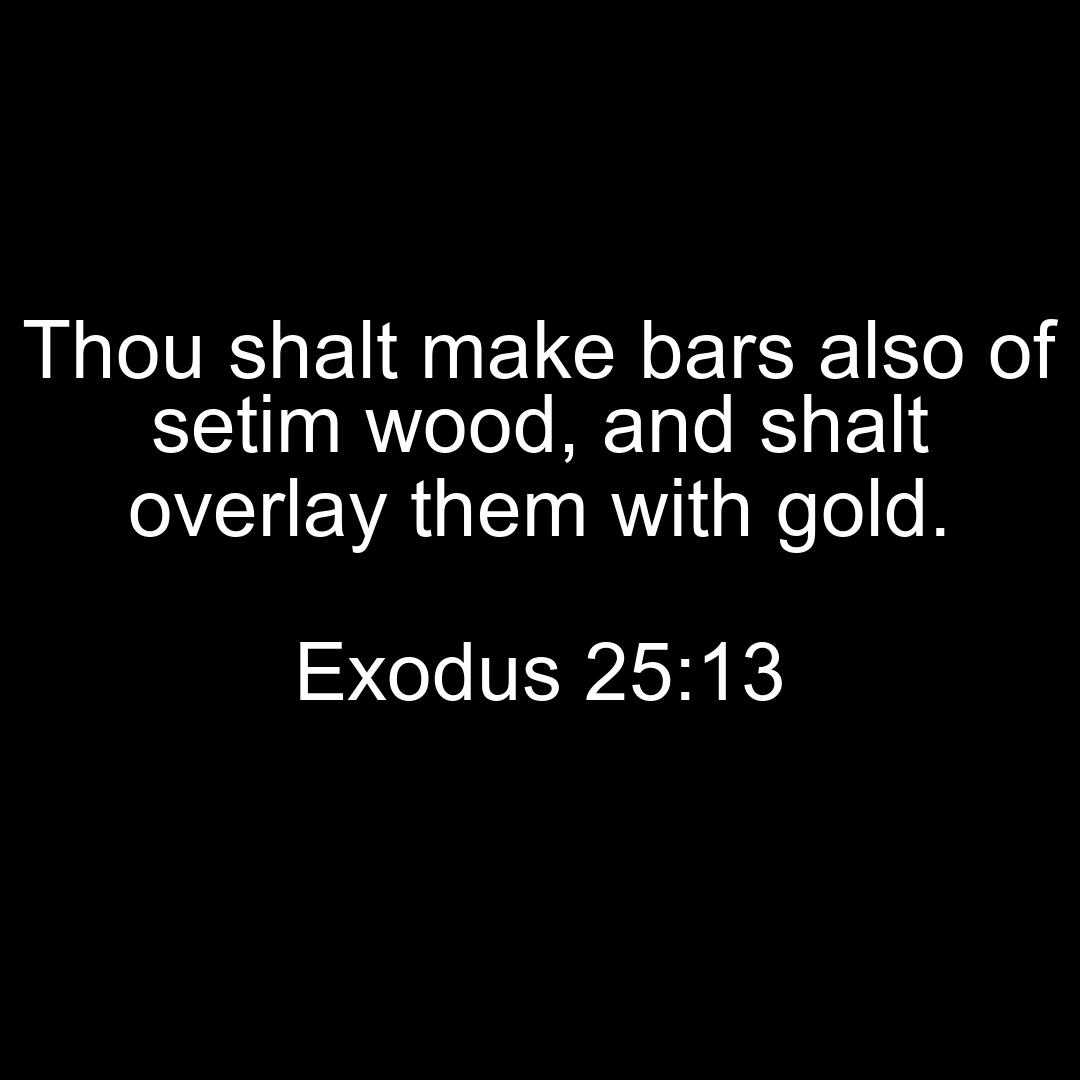 Thou shalt make bars also of
setim wood, and shalt
overlay them with gold.
Exodus 25:13